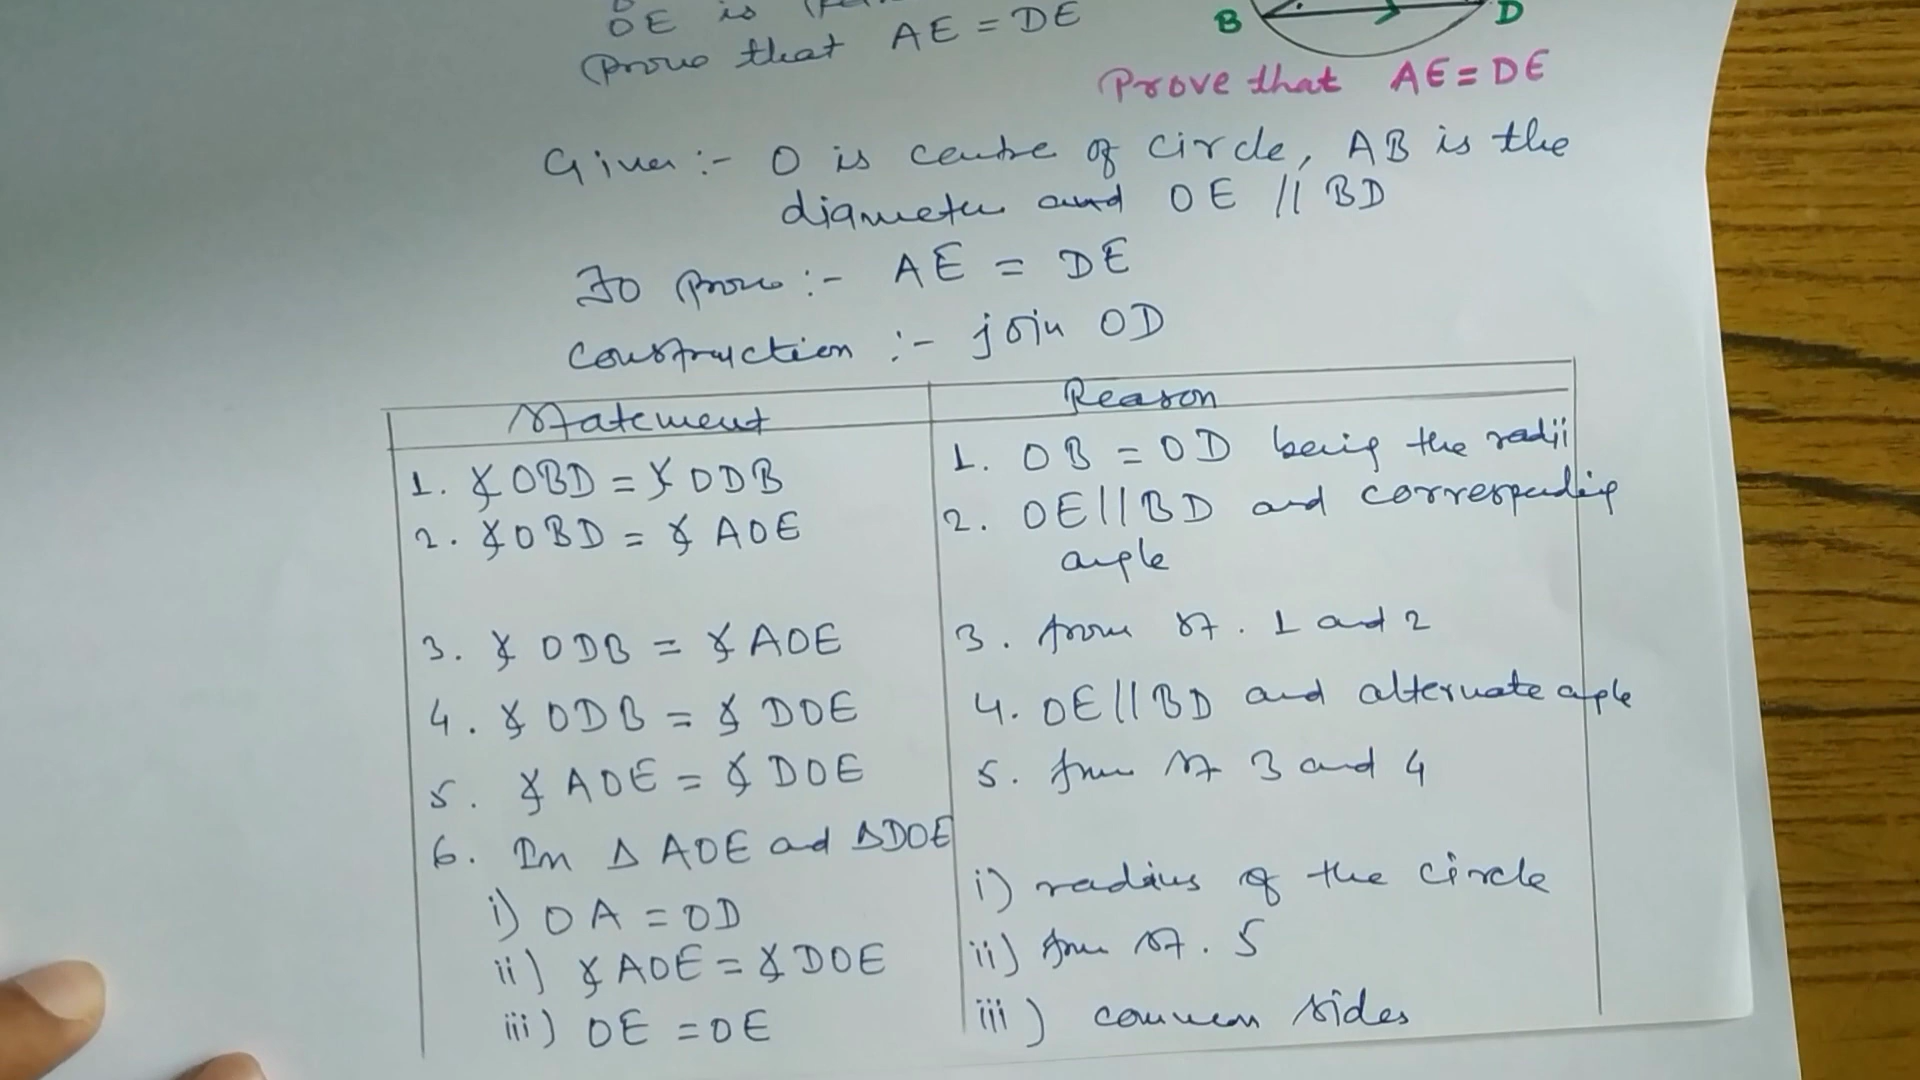 OE is
Prove that AE = DE
B
D
Prove that AE = DE
Given :- O is centre of circle, AB is the
diameter and OE // BD
To prove :- AE = DE
Construction :- join OD
Statement
Reason
1. ∠OBD = ∠ODB
1. OB = OD being the radii
2. ∠OBD = ∠AOE
2. OE//BD and corresponding
angle
3. ∠ODB = ∠AOE
3. from st. 1 and 2
4. ∠ODB = ∠DOE
4. OE//BD and alternate angle
5. ∠AOE = ∠DOE
5. from st 3 and 4
6. In Δ AOE and ΔDOE
i) OA = OD
i) radius of the circle
ii) ∠AOE = ∠DOE
ii) from st. 5
iii) OE = OE
iii) common sides